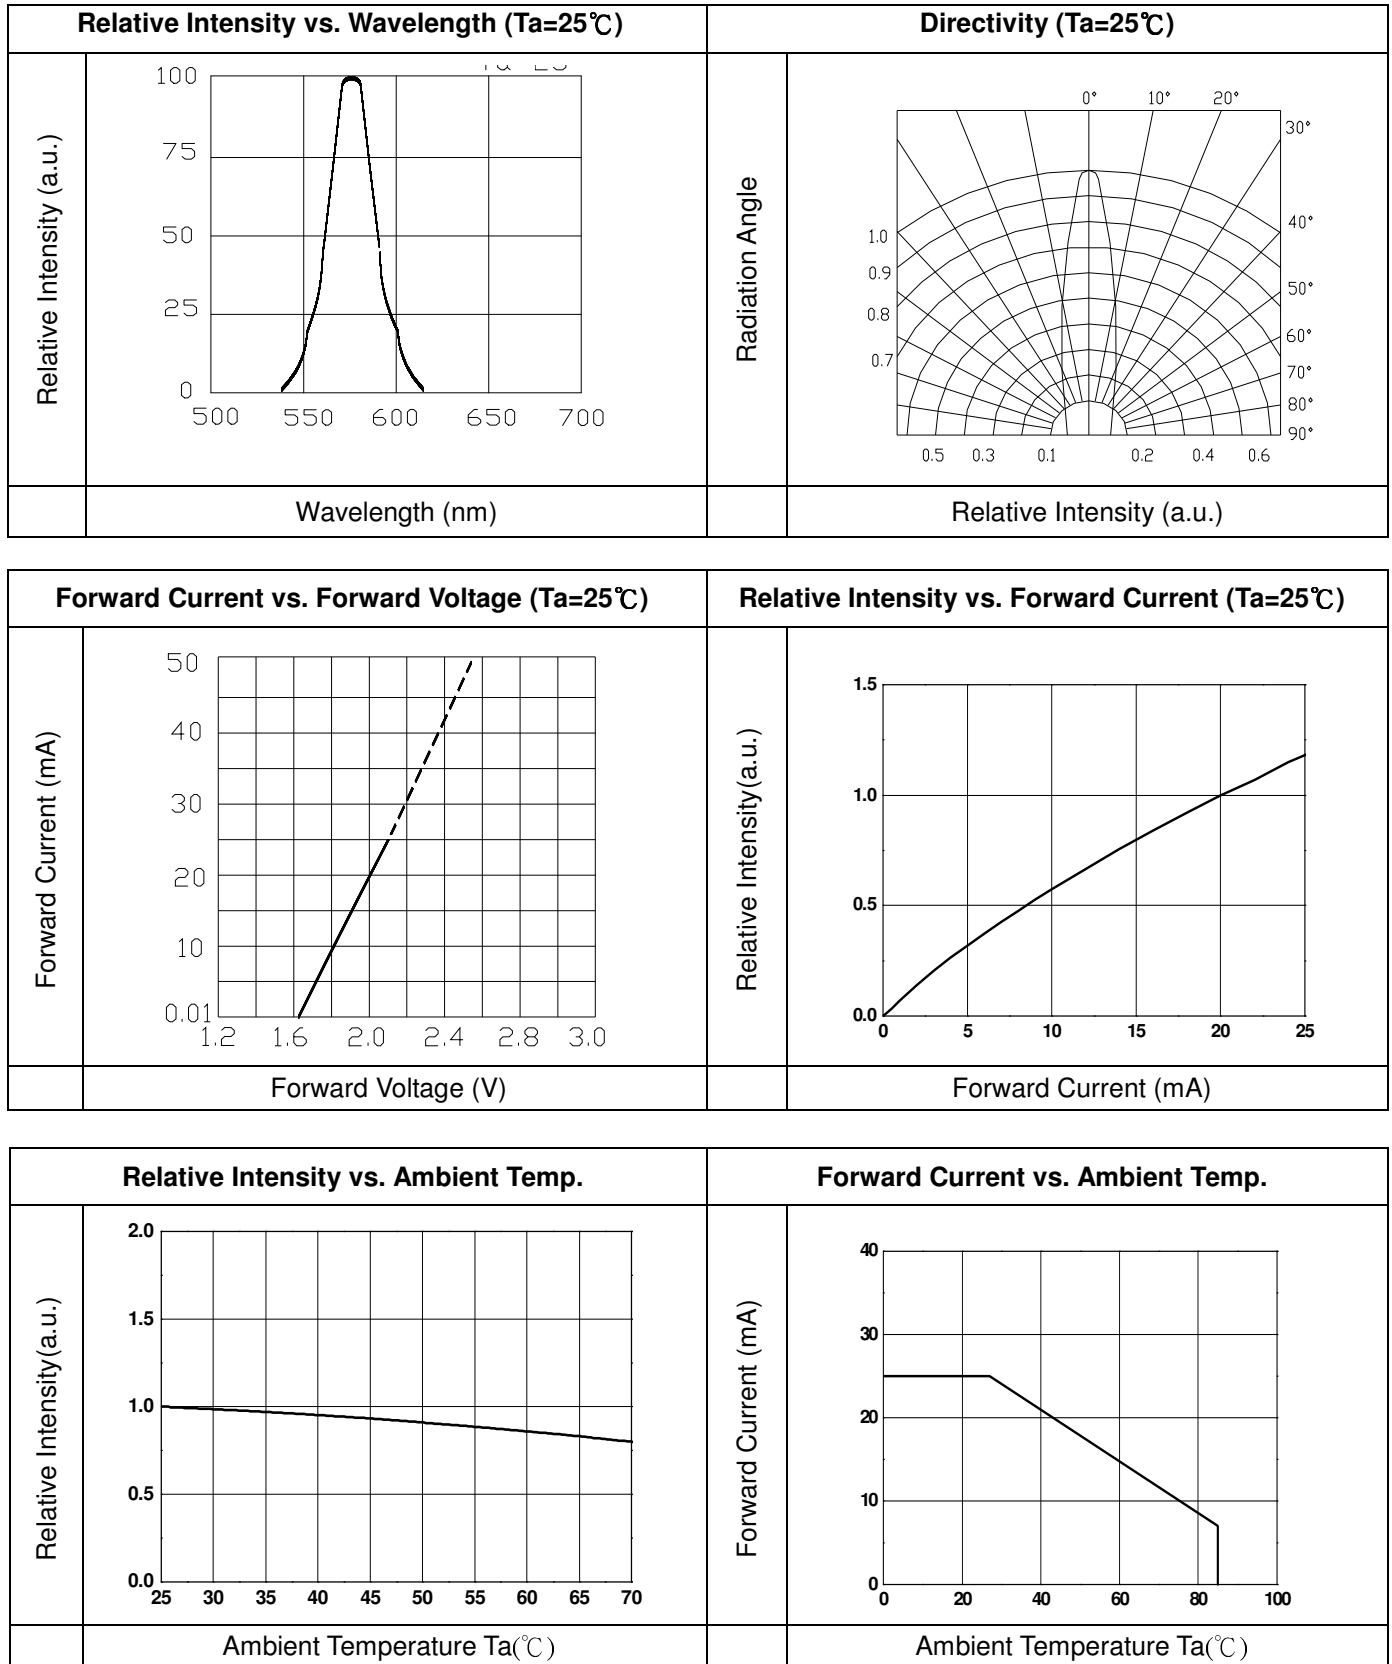 Relative Intensity vs. Wavelength (Ta=25℃)
Relative Intensity (a.u.)
100
75
50
25
0
500 550 600 650 700
Wavelength (nm)
Directivity (Ta=25℃)
Radiation Angle
0° 10° 20°
30°
40°
50°
60°
70°
80°
90°
1.0
0.9
0.8
0.7
0.5 0.3 0.1 0.2 0.4 0.6
Relative Intensity (a.u.)
Forward Current vs. Forward Voltage (Ta=25℃)
Forward Current (mA)
50
40
30
20
10
0.01
1.2 1.6 2.0 2.4 2.8 3.0
Forward Voltage (V)
Relative Intensity vs. Forward Current (Ta=25℃)
Relative Intensity(a.u.)
1.5
1.0
0.5
0.0
0 5 10 15 20 25
Forward Current (mA)
Relative Intensity vs. Ambient Temp.
Relative Intensity(a.u.)
2.0
1.5
1.0
0.5
0.0
25 30 35 40 45 50 55 60 65 70
Ambient Temperature Ta(℃)
Forward Current vs. Ambient Temp.
Forward Current (mA)
40
30
20
10
0
0 20 40 60 80 100
Ambient Temperature Ta(℃)